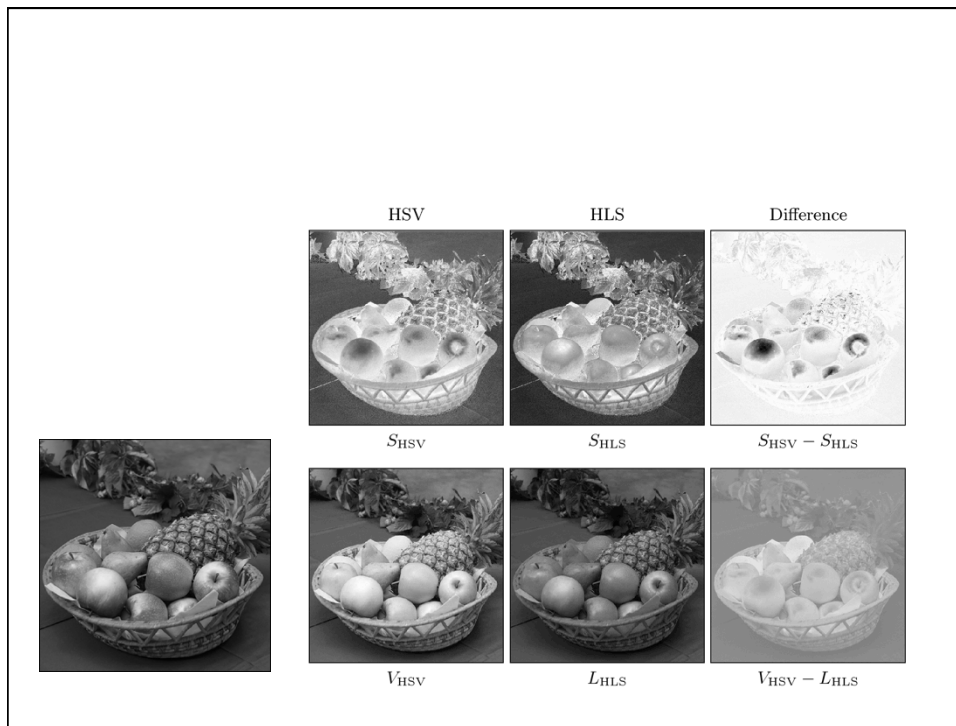 HSV HLS Difference
S_HSV S_HLS S_HSV − S_HLS
V_HSV L_HLS V_HSV − L_HLS